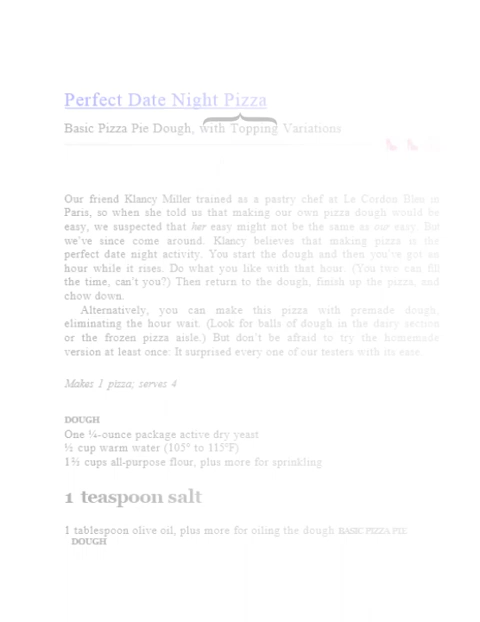 Perfect Date Night Pizza
Basic Pizza Pie Dough, with Topping Variations
Our friend Klancy Miller trained as a pastry chef at Le Cordon Bleu in
Paris, so when she told us that making our own pizza dough would be
easy, we suspected that her easy might not be the same as our easy. But
we've since come around. Klancy believes that making pizza is the
perfect date night activity. You start the dough and then you've got an
hour while it rises. Do what you like with that hour. (You two can fill
the time, can't you?) Then return to the dough, finish up the pizza, and
chow down.
Alternatively, you can make this pizza with premade dough,
eliminating the hour wait. (Look for balls of dough in the dairy section
or the frozen pizza aisle.) But don't be afraid to try the homemade
version at least once: It surprised every one of our testers with its ease.
Makes 1 pizza; serves 4
DOUGH
One ¼-ounce package active dry yeast
½ cup warm water (105° to 115°F)
1½ cups all-purpose flour, plus more for sprinkling
1 teaspoon salt
1 tablespoon olive oil, plus more for oiling the dough BASIC PIZZA PIE
DOUGH